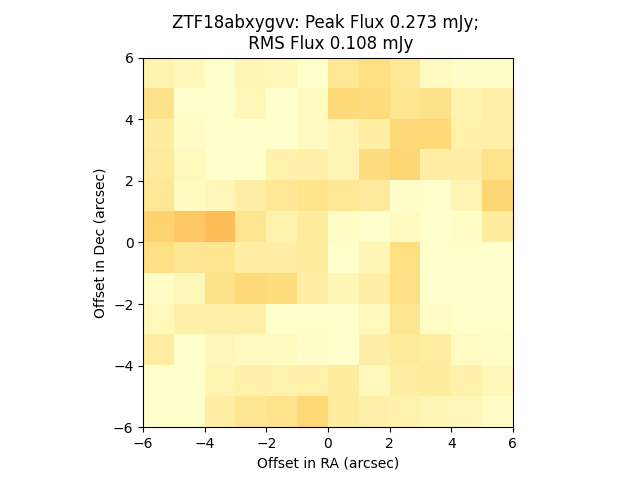 ZTF18abxygvv: Peak Flux 0.273 mJy;
RMS Flux 0.108 mJy
6
4
2
0
−2
−4
−6
Offset in Dec (arcsec)
−6 −4 −2 0 2 4 6
Offset in RA (arcsec)